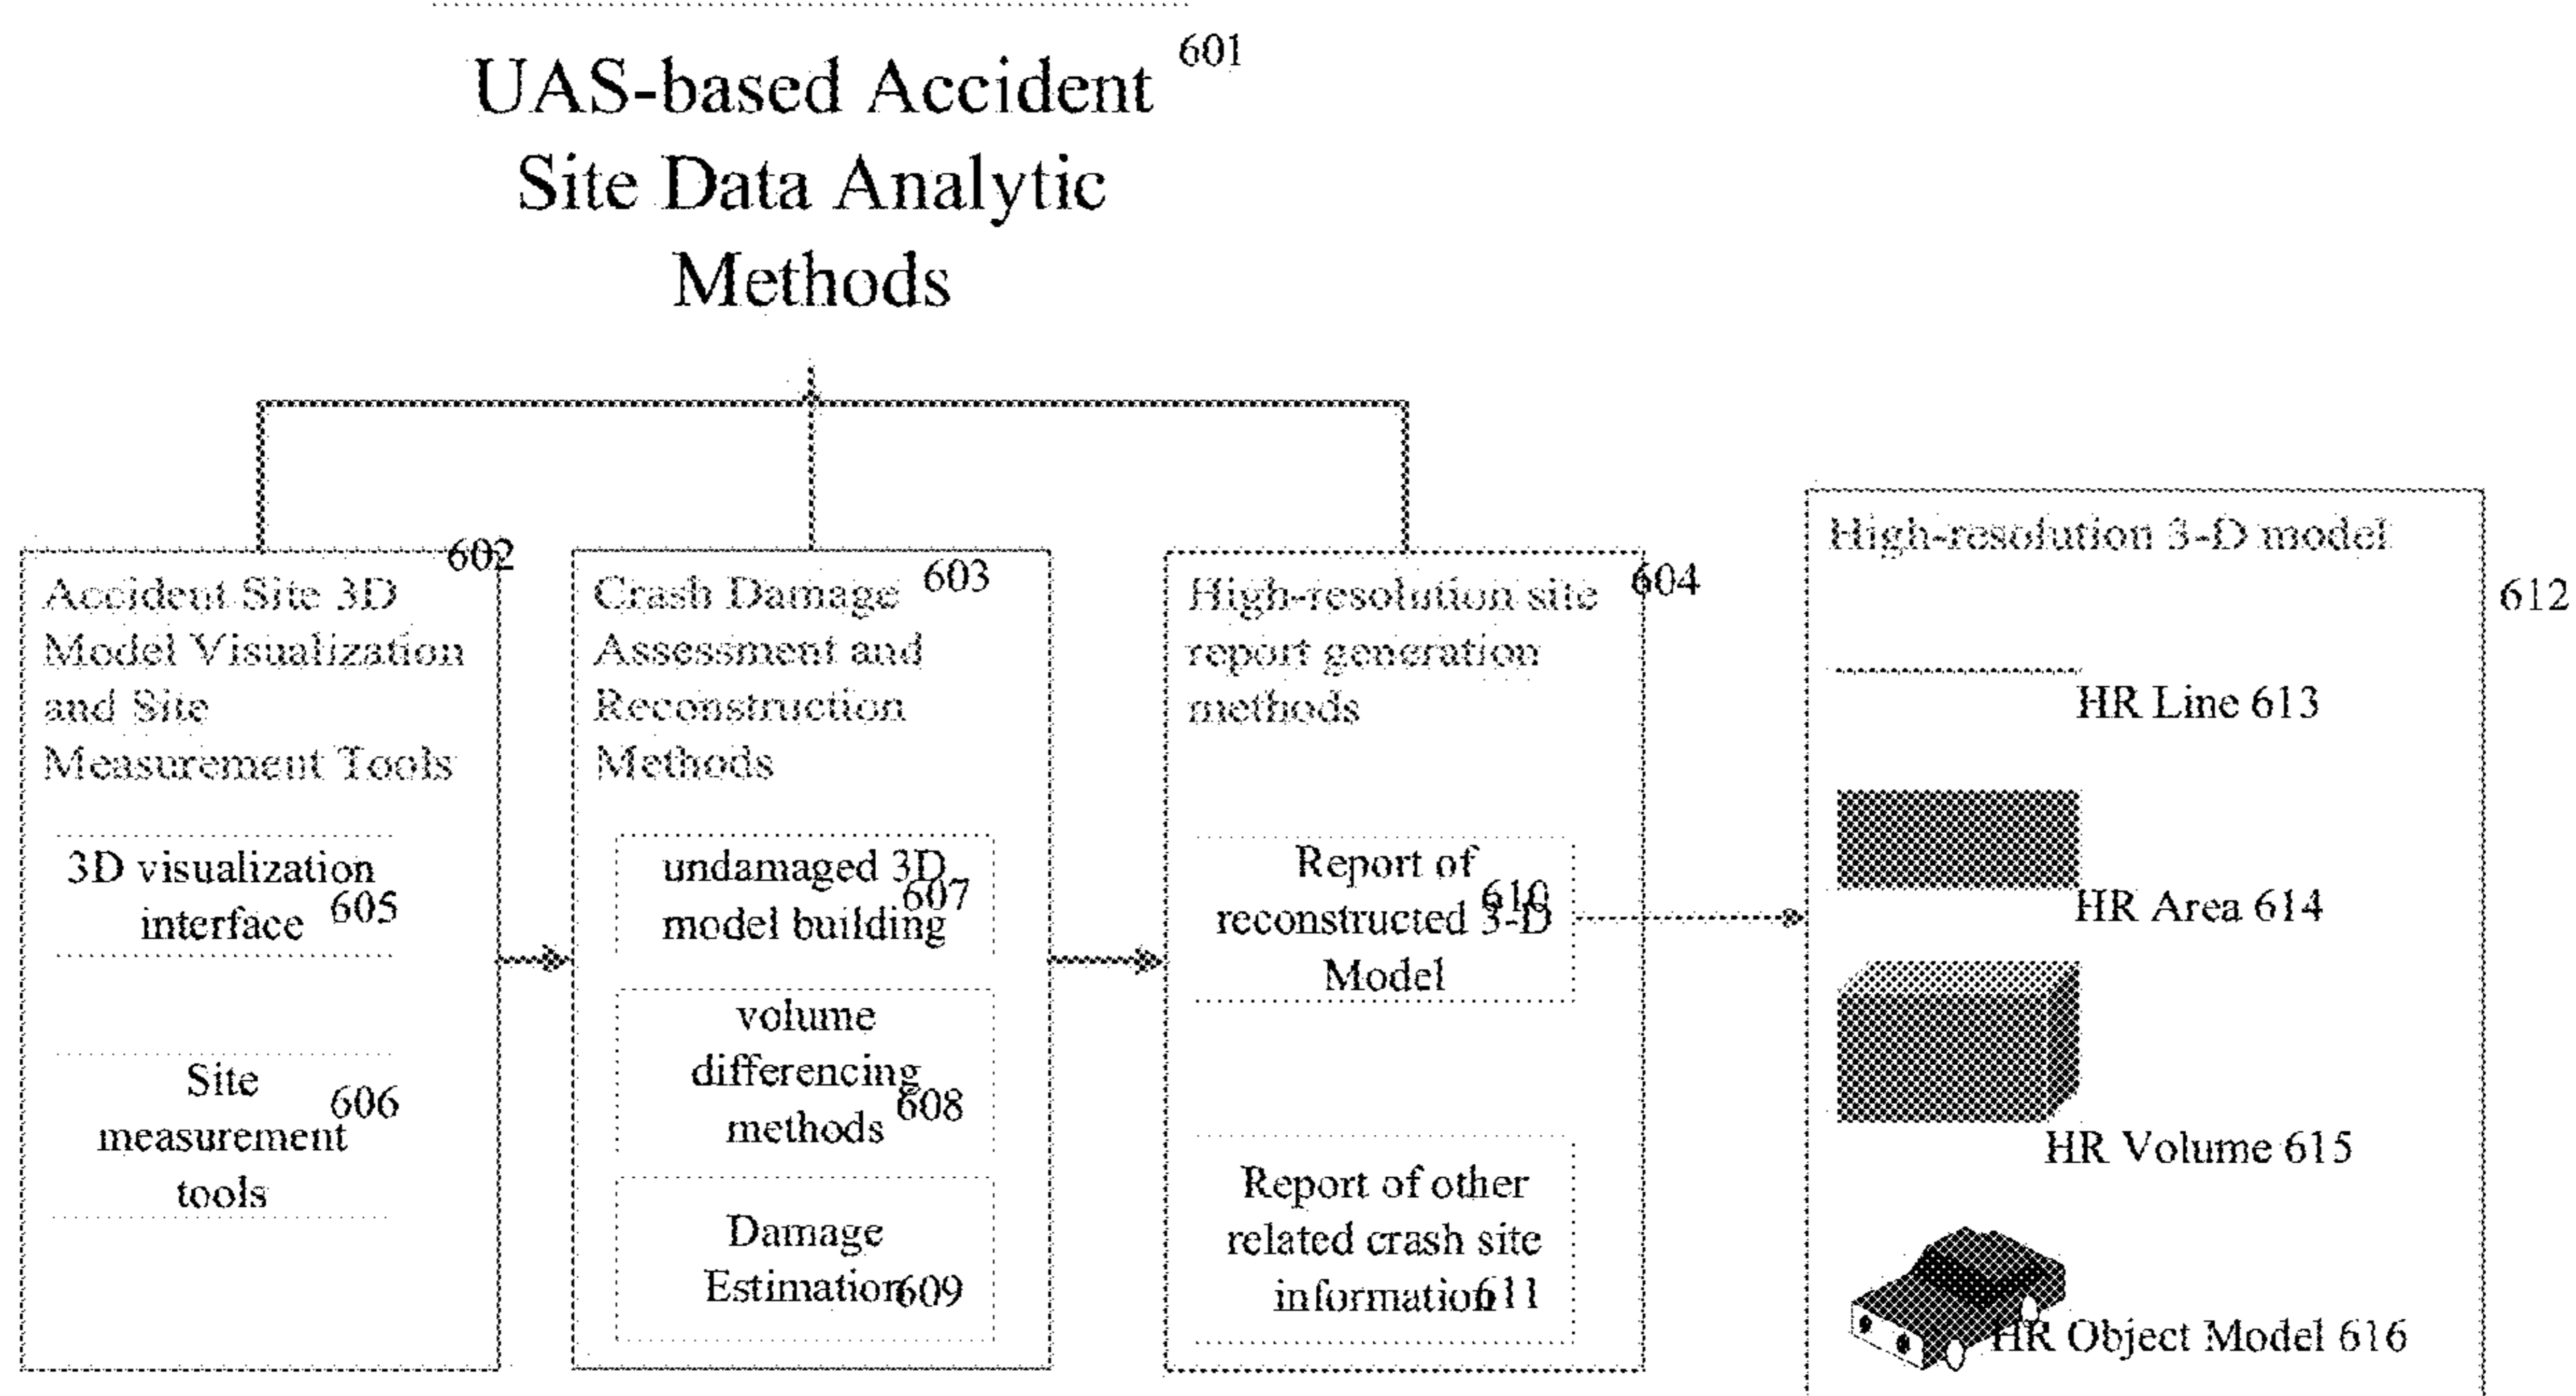 601
UAS-based Accident
Site Data Analytic
Methods
602
Accident Site 3D
Model Visualization
and Site
Measurement Tools
3D visualization
interface 605
Site
606
measurement
tools
603
Crash Damage
Assessment and
Reconstruction
Methods
undamaged 3D
607
model building
volume
differencing
608
methods
Damage
Estimation 609
604
High-resolution site
report generation
methods
Report of
610
reconstructed 3-D
Model
Report of other
related crash site
information 611
High-resolution 3-D model
612
HR Line 613
HR Area 614
HR Volume 615
HR Object Model 616